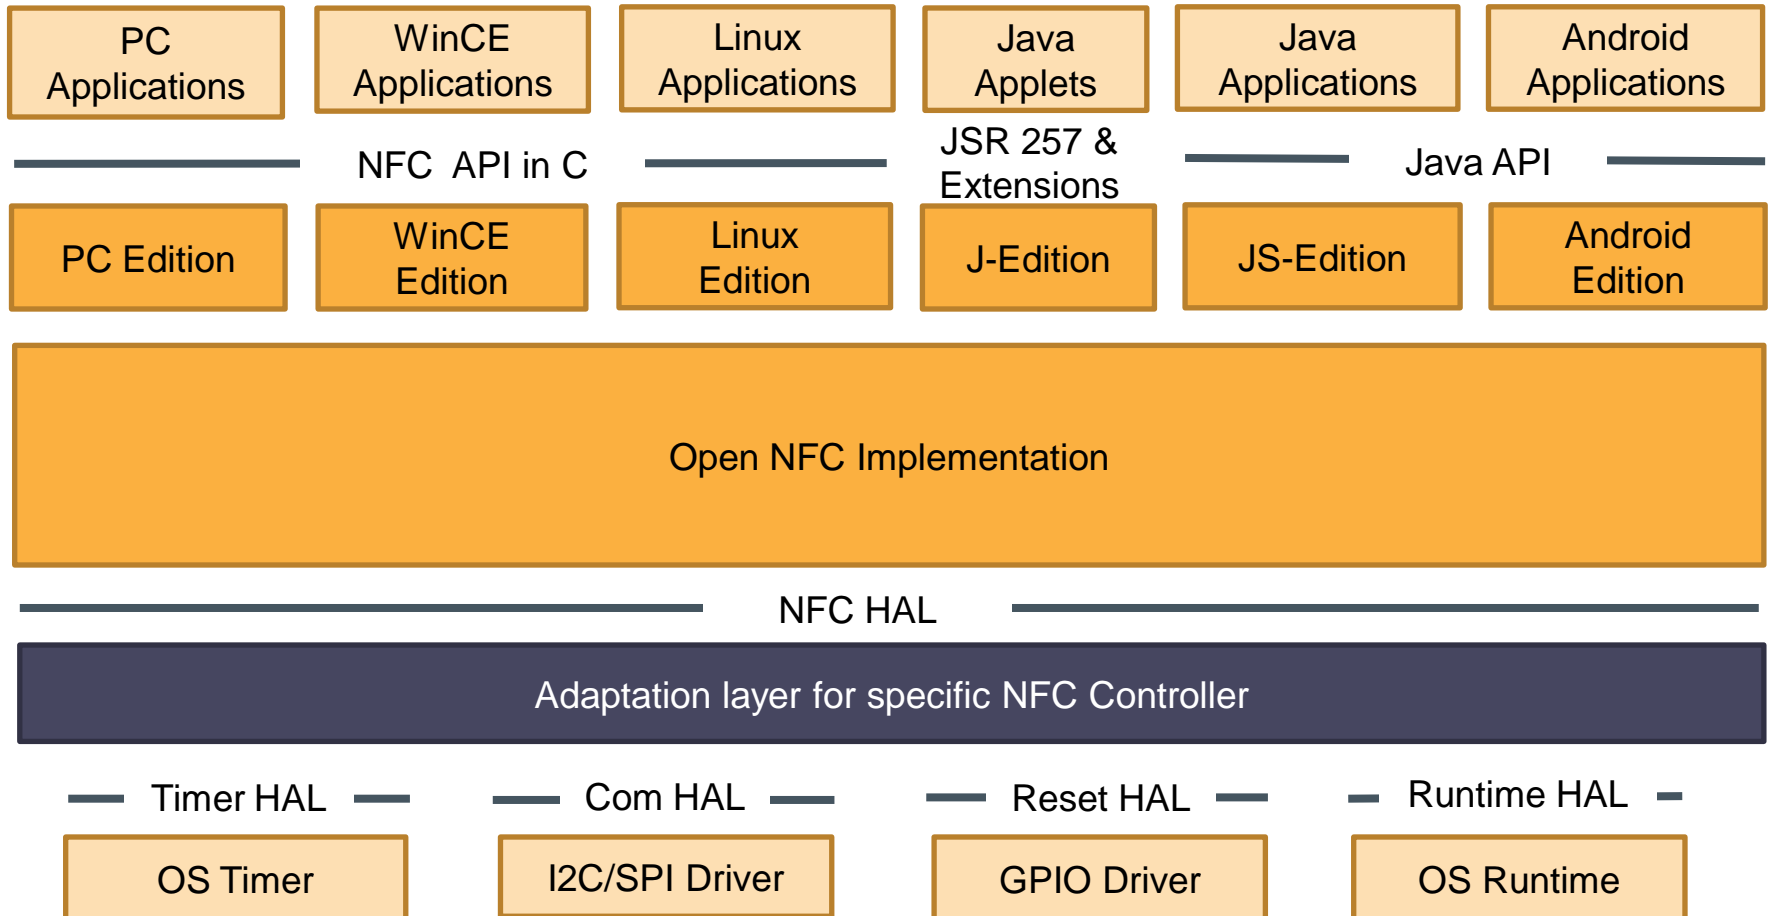 PC
Applications
WinCE
Applications
Linux
Applications
Java
Applets
Java
Applications
Android
Applications
NFC  API in C
JSR 257 &
Extensions
Java API
PC Edition
WinCE
Edition
Linux
Edition
J-Edition
JS-Edition
Android
Edition
Open NFC Implementation
NFC HAL
Adaptation layer for specific NFC Controller
Timer HAL
Com HAL
Reset HAL
Runtime HAL
OS Timer
I2C/SPI Driver
GPIO Driver
OS Runtime